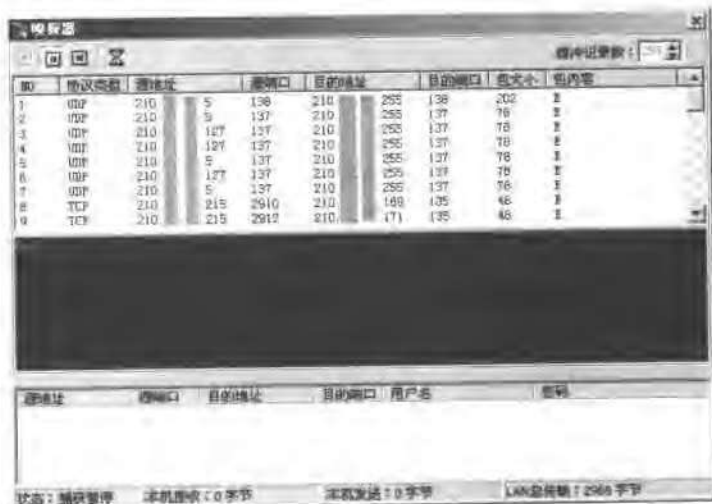 嗅探器
缓冲记录数：
ID 协议类型 源地址 源端口 目的地址 目的端口 包大小 包内容
1 UDP 210 5 138 210 255 138 202 E
2 UDP 210 5 137 210 255 137 78 E
3 UDP 210 127 137 210 255 137 78 E
4 UDP 210 127 137 210 255 137 78 E
5 UDP 210 5 137 210 255 137 78 E
6 UDP 210 127 137 210 255 137 78 E
7 UDP 210 5 137 210 255 137 78 E
8 TCP 210 215 2910 210 169 135 48 E
9 TCP 210 215 2912 210 171 135 48 E
源地址 源端口 目的地址 目的端口 用户名 密码
状态：捕获暂停 本机接收：0 字节 本机发送：0 字节 LAN总传输：2968 字节